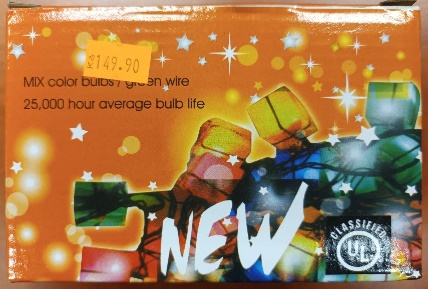 $149.90
MIX color bulbs / green wire
25,000 hour average bulb life
NEW
CLASSIFIED
UL